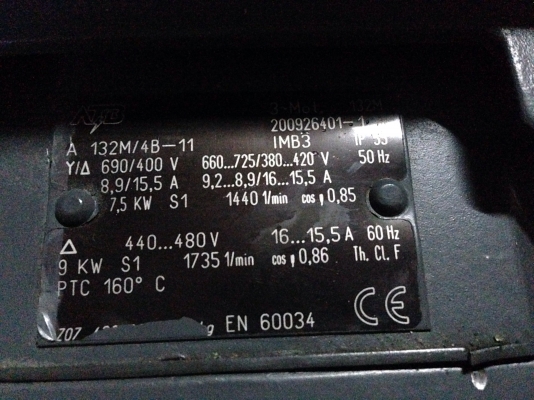 ATB 3~Mot. 132M
200926401-1
A 132M/4B-11 IMB3 IP 55
Y/Δ 690/400 V 660...725/380...420 V 50 Hz
8,9/15,5 A 9,2...8,9/16...15,5 A
7,5 KW S1 1440 1/min cos φ 0,85
Δ 440...480 V 16...15,5 A 60 Hz
9 KW S1 1735 1/min cos φ 0,86 Th. Cl. F
PTC 160° C
EN 60034 CE